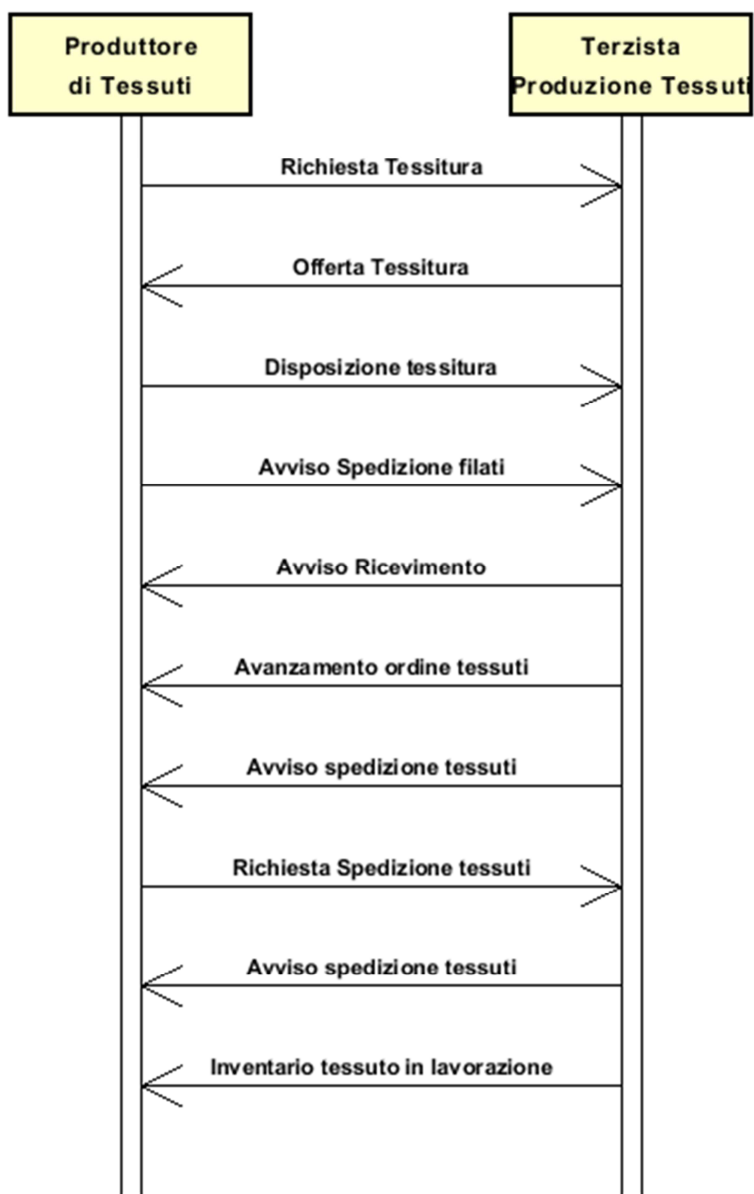 Produttore
di Tessuti
Terzista
Produzione Tessuti
Richiesta Tessitura
Offerta Tessitura
Disposizione tessitura
Avviso Spedizione filati
Avviso Ricevimento
Avanzamento ordine tessuti
Avviso spedizione tessuti
Richiesta Spedizione tessuti
Avviso spedizione tessuti
Inventario tessuto in lavorazione